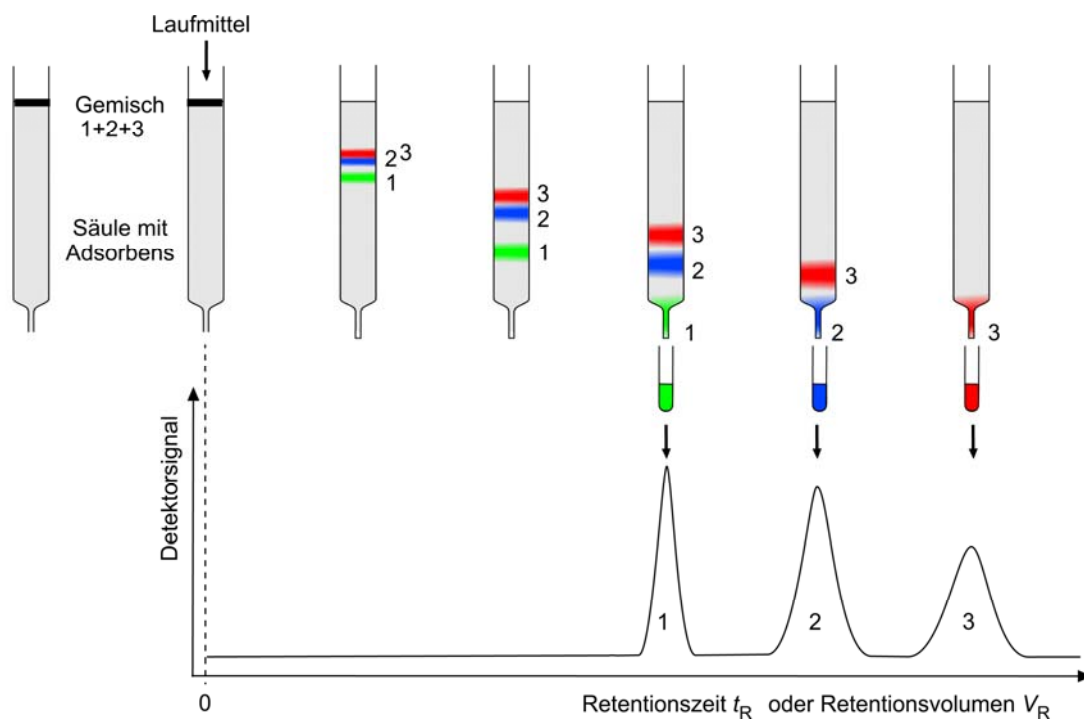 Laufmittel
Gemisch
1+2+3
Säule mit
Adsorbens
3
2
1
3
2
1
3
2
1
3
2
3
Detektorsignal
1
2
3
0
Retentionszeit tR oder Retentionsvolumen VR